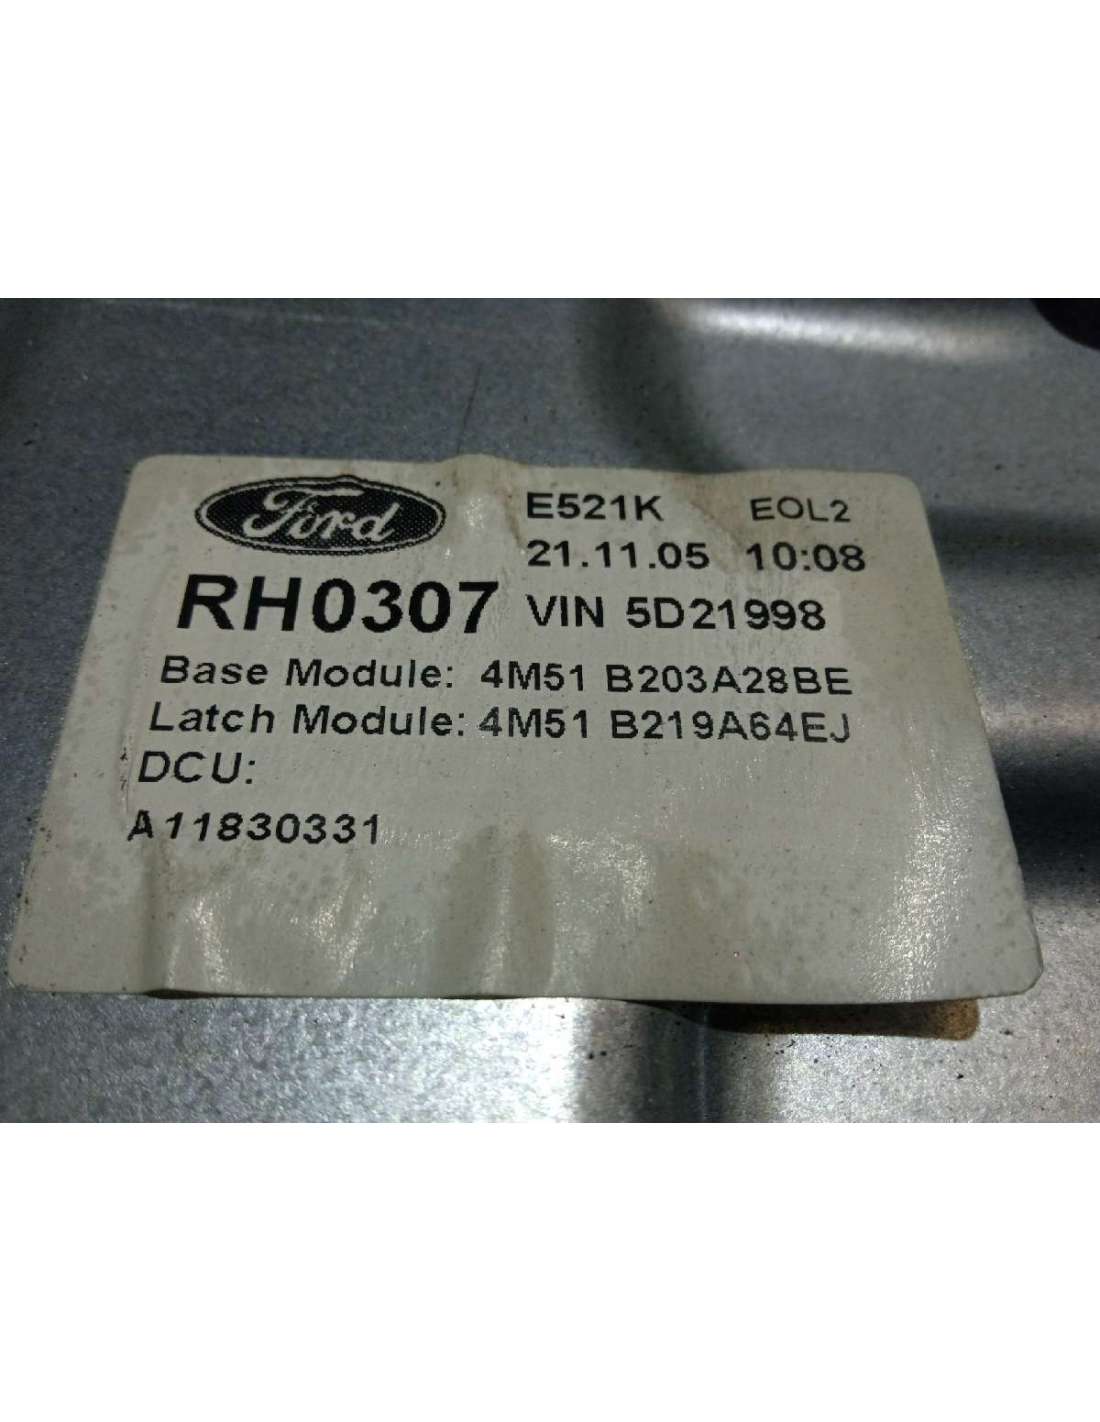 Ford
E521K EOL2
21.11.05 10:08
RH0307 VIN 5D21998
Base Module: 4M51 B203A28BE
Latch Module: 4M51 B219A64EJ
DCU:
A11830331